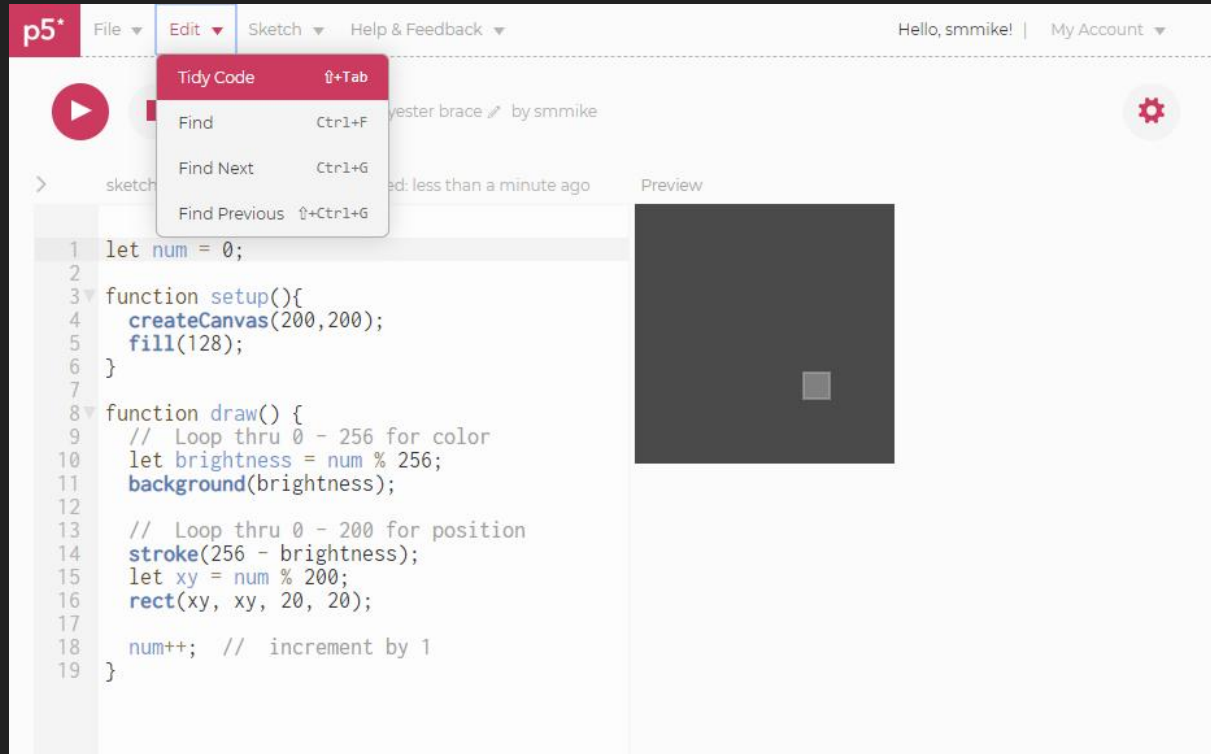 p5* File Edit Sketch Help & Feedback Hello, smmike! | My Account
Tidy Code ⇧+Tab
Find Ctrl+F
brace by smmike
Find Next Ctrl+G
sketch less than a minute ago Preview
Find Previous ⇧+Ctrl+G
1 let num = 0;
2
3 function setup(){
4 createCanvas(200,200);
5 fill(128);
6 }
7
8 function draw() {
9 // Loop thru 0 - 256 for color
10 let brightness = num % 256;
11 background(brightness);
12
13 // Loop thru 0 - 200 for position
14 stroke(256 - brightness);
15 let xy = num % 200;
16 rect(xy, xy, 20, 20);
17
18 num++; // increment by 1
19 }